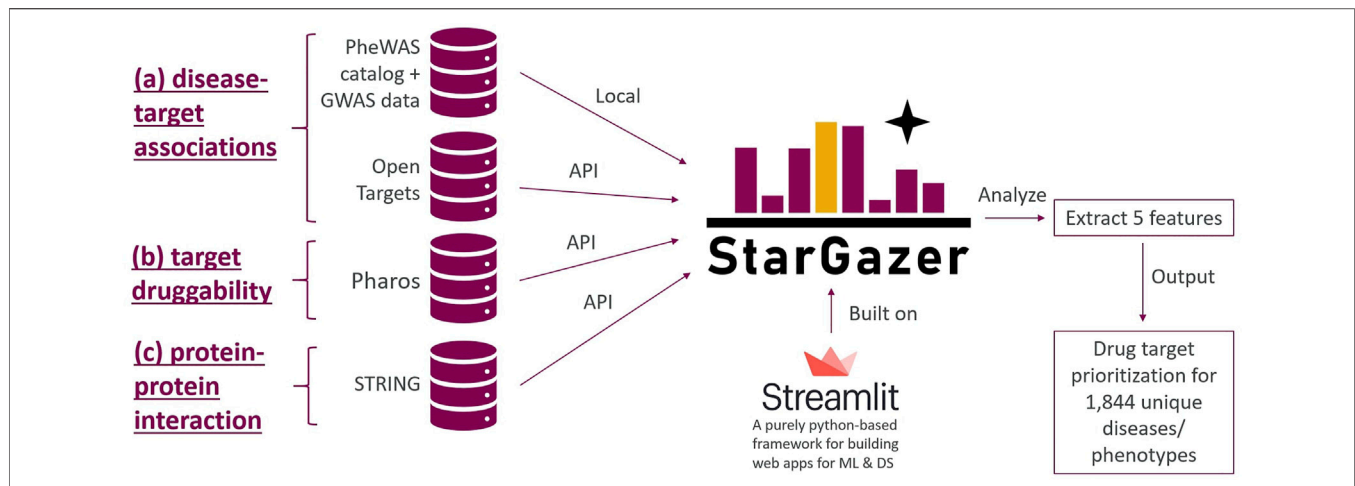 (a) disease-
target
associations
PheWAS
catalog +
GWAS data
Local
Open
Targets
API
(b) target
druggability
Pharos
API
(c) protein-
protein
interaction
STRING
API
StarGazer
Analyze
Extract 5 features
Built on
Streamlit
A purely python-based
framework for building
web apps for ML & DS
Output
Drug target
prioritization for
1,844 unique
diseases/
phenotypes